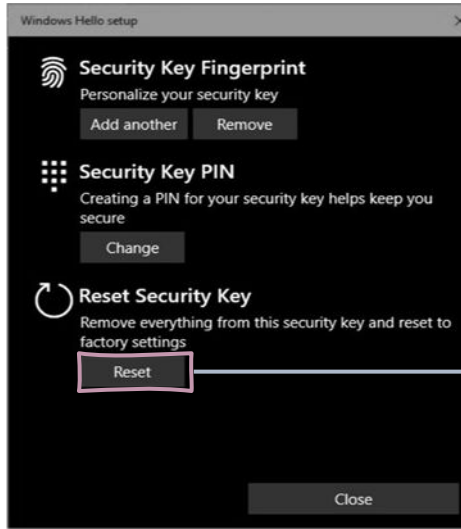 Windows Hello setup
Security Key Fingerprint
Personalize your security key
Add another Remove
Security Key PIN
Creating a PIN for your security key helps keep you
secure
Change
Reset Security Key
Remove everything from this security key and reset to
factory settings
Reset
Close